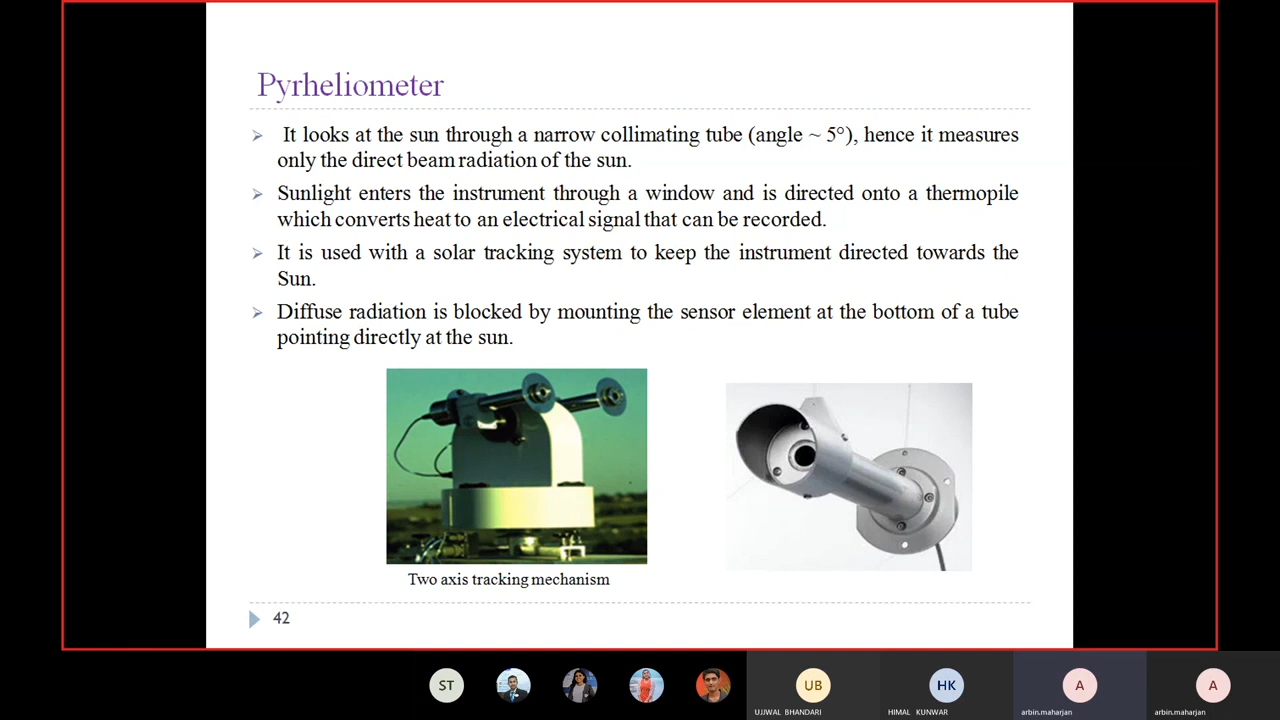 Pyrheliometer
It looks at the sun through a narrow collimating tube (angle ~ 5°), hence it measures
only the direct beam radiation of the sun.
Sunlight enters the instrument through a window and is directed onto a thermopile
which converts heat to an electrical signal that can be recorded.
It is used with a solar tracking system to keep the instrument directed towards the
Sun.
Diffuse radiation is blocked by mounting the sensor element at the bottom of a tube
pointing directly at the sun.
Two axis tracking mechanism
42
ST
UB
HK
A
A
UJJWAL BHANDARI
HIMAL KUNWAR
arbin.maharjan
arbin.maharjan